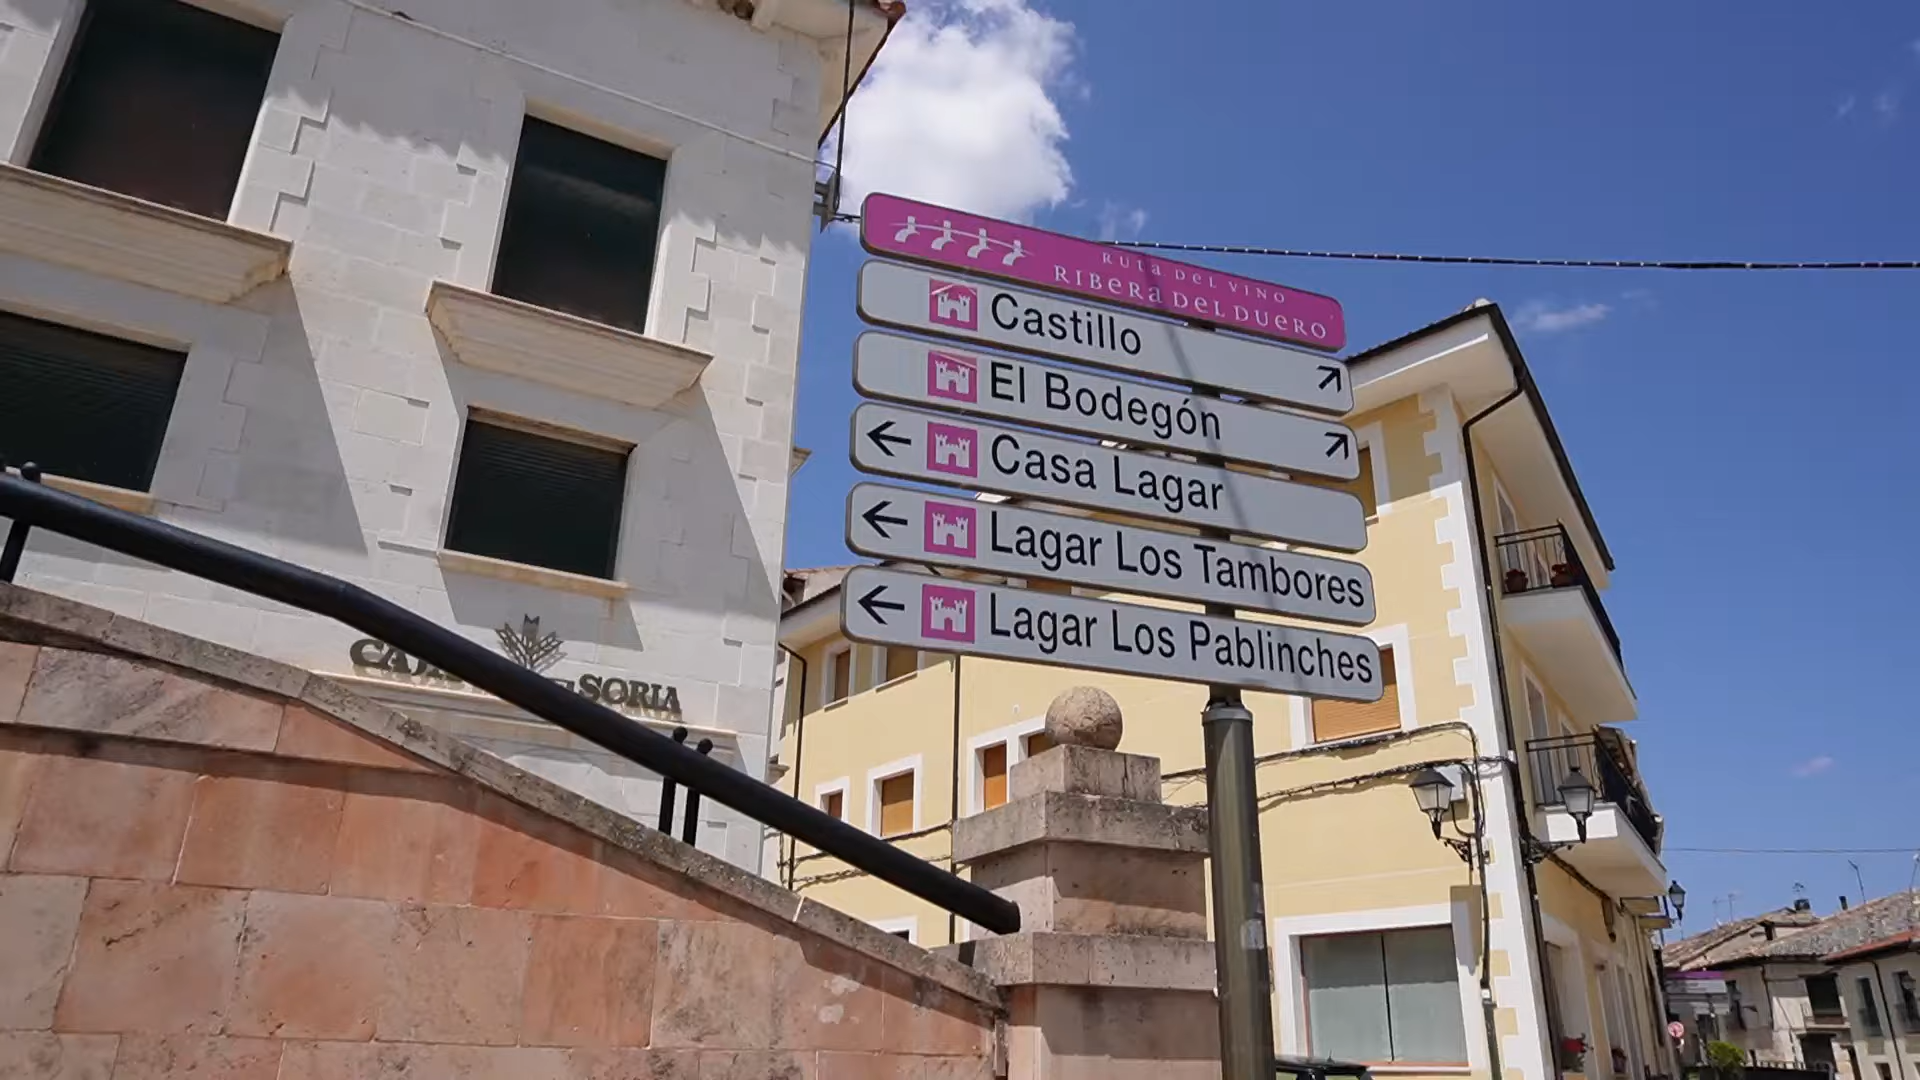 RUta DeL VINO
RIBeRa DEL DUeRO
Castillo
El Bodegón
Casa Lagar
Lagar Los Tambores
Lagar Los Pablinches
SORIA